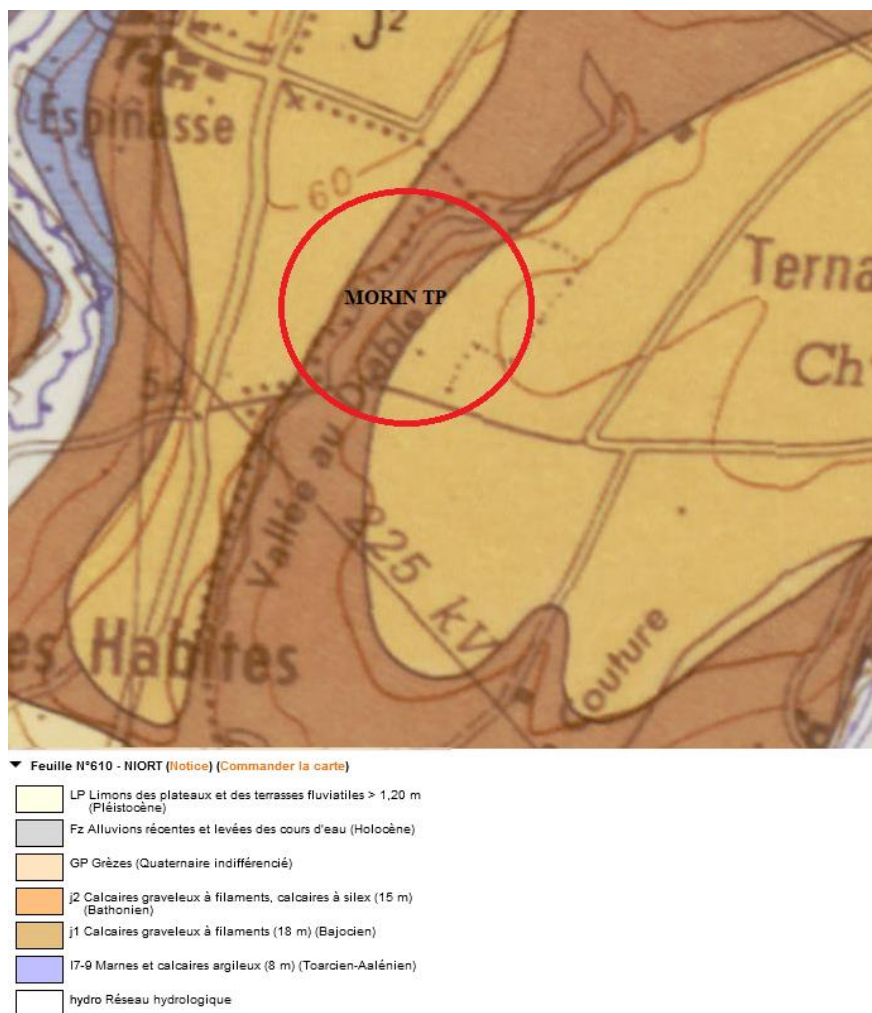 J²
Espinasse
60
MORIN TP
Terna
Ch
54
Vallée au Diable
225 kV
es Habites
Couture
▼ Feuille N°610 - NIORT (Notice) (Commander la carte)
LP Limons des plateaux et des terrasses fluviatiles > 1,20 m
(Pléistocène)
Fz Alluvions récentes et levées des cours d'eau (Holocène)
GP Grèzes (Quaternaire indifférencié)
j2 Calcaires graveleux à filaments, calcaires à silex (15 m)
(Bathonien)
j1 Calcaires graveleux à filaments (18 m) (Bajocien)
l7-9 Marnes et calcaires argileux (8 m) (Toarcien-Aalénien)
hydro Réseau hydrologique